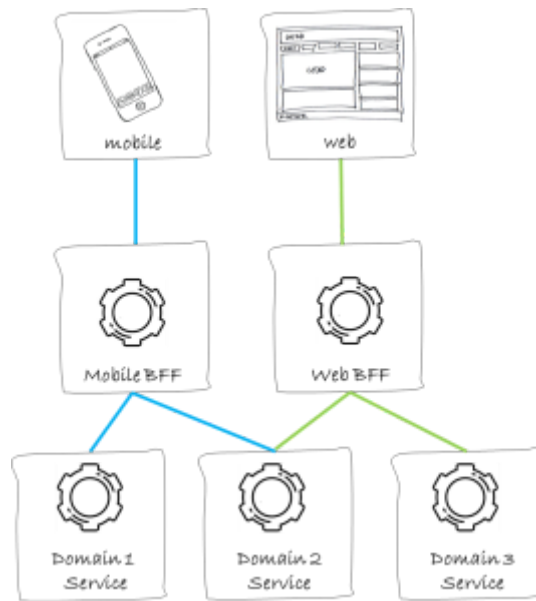 mobile
web
Mobile BFF
Web BFF
Domain 1
Service
Domain 2
Service
Domain 3
Service